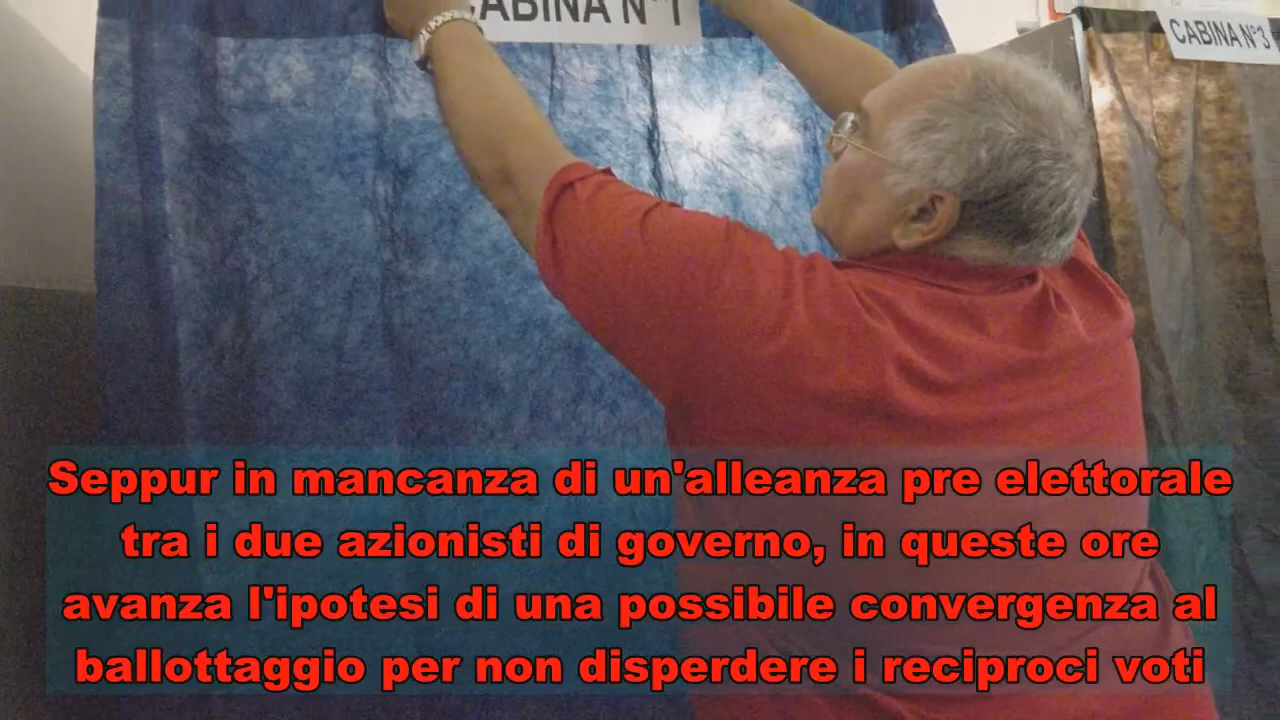 CABINA N°1
CABINA N°3
Seppur in mancanza di un'alleanza pre elettorale
tra i due azionisti di governo, in queste ore
avanza l'ipotesi di una possibile convergenza al
ballottaggio per non disperdere i reciproci voti